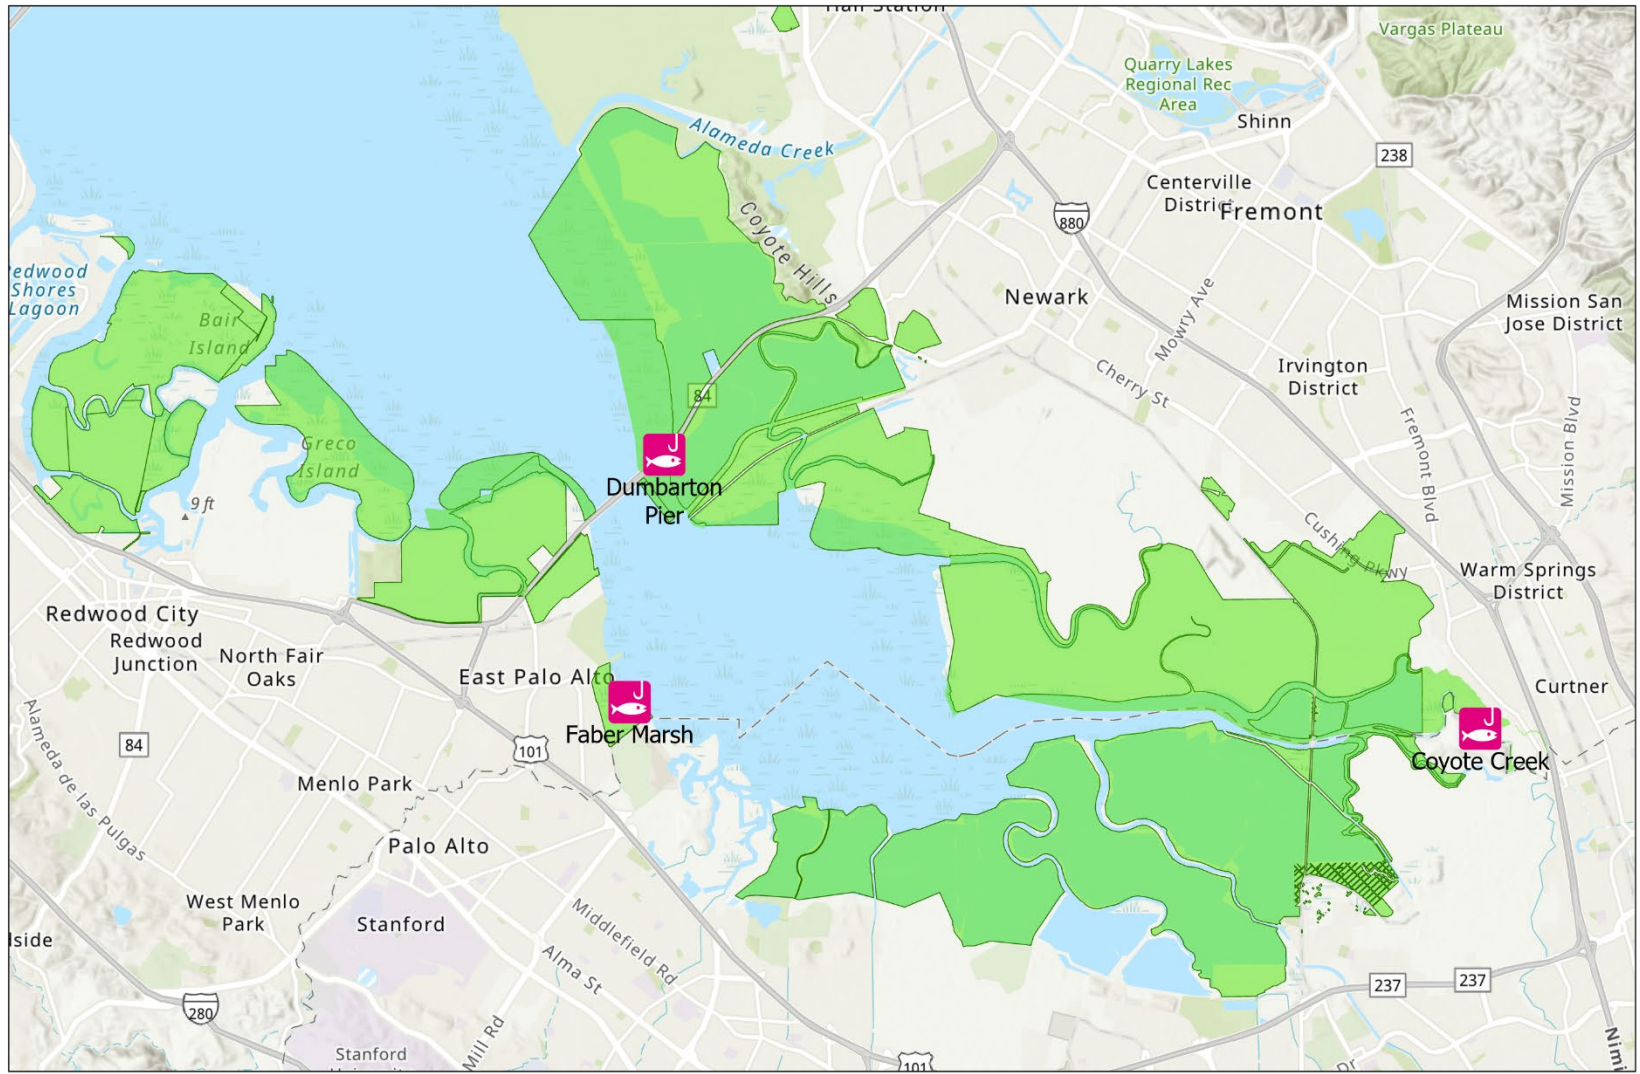 Vargas Plateau
Quarry Lakes
Regional Rec
Area
Shinn
Alameda Creek
238
Centerville
District
Fremont
880
Coyote Hills
Redwood
Shores
Lagoon
Bair
Island
Newark
Mowry Ave
Mission San
Jose District
Irvington
District
Cherry St
84
Mission Blvd
Fremont Blvd
Greco
Island
Dumbarton
Pier
9 ft
Cushing Pkwy
Warm Springs
District
Redwood City
Redwood
Junction
North Fair
Oaks
East Palo Alto
Curtner
Faber Marsh
84
101
Coyote Creek
Alameda de las Pulgas
Menlo Park
Palo Alto
West Menlo
Park
Stanford
Middlefield Rd
Alma St
237
237
280
Mill Rd
Stanford
101
Dr